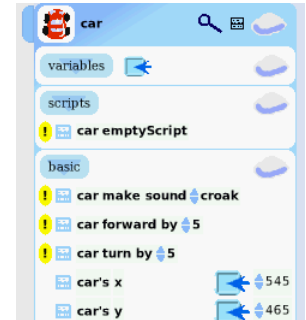 car
variables
scripts
! car emptyScript
basic
! car make sound croak
! car forward by 5
! car turn by 5
car's x 545
car's y 465